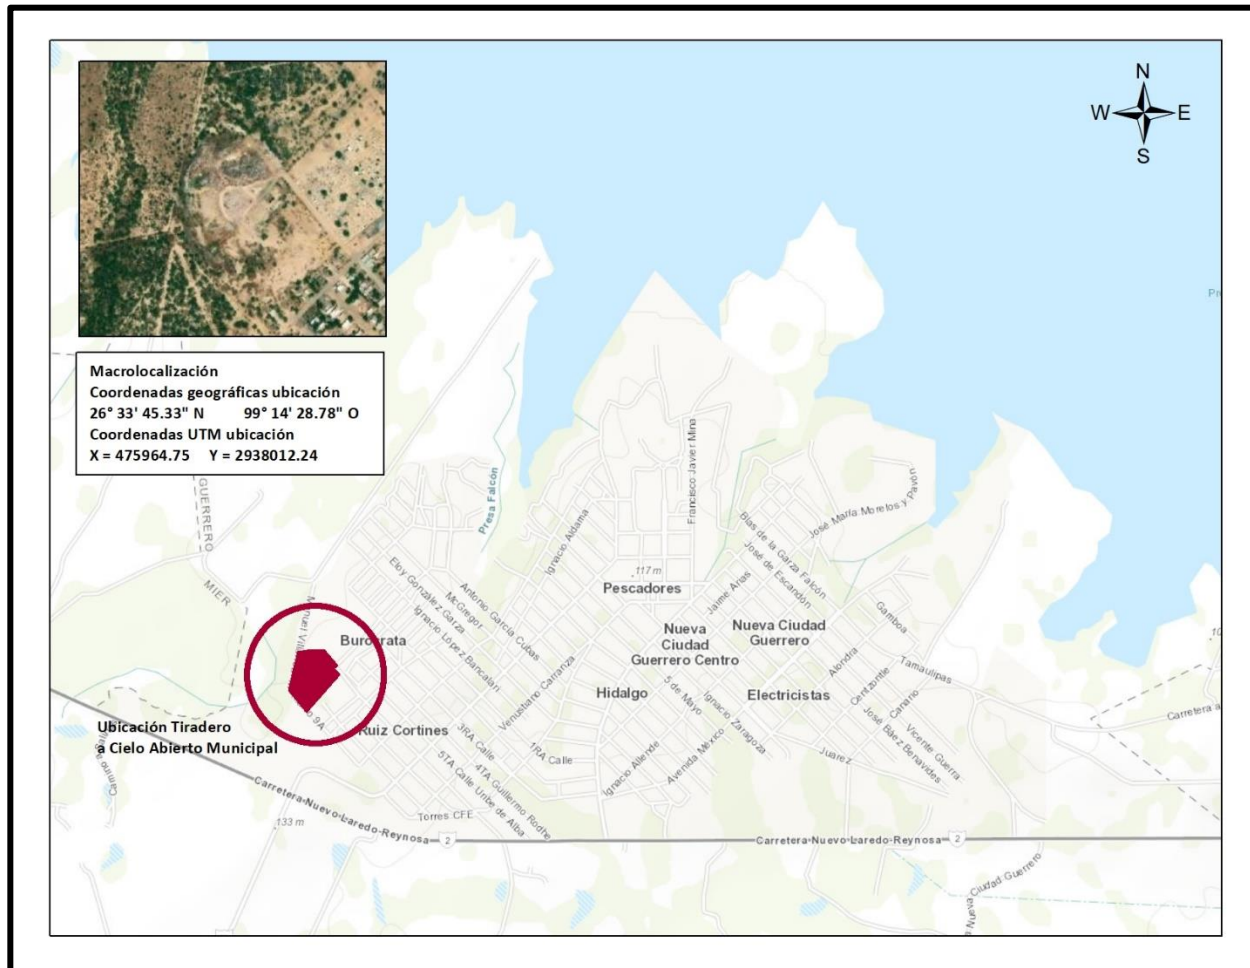 N
W E
S
Macrolocalización
Coordenadas geográficas ubicación
26° 33' 45.33" N 99° 14' 28.78" O
Coordenadas UTM ubicación
X = 475964.75 Y = 2938012.24
GUERRERO
MIER
Presa Falcón
Ignacio Aldama
Francisco Javier Mina
José María Morelos y Pavón
Blas de la Garza Falcón
José de Escandón
Jaime Arias
117 m
Pescadores
Eloy González Garza
McGregor
Antonio García Cubas
Ignacio López Bancalari
Burocrata
Nueva
Ciudad
Guerrero Centro
Nueva Ciudad
Guerrero
Gamboa
Tamaulipas
Alondra
Centzontle
Canario
Venustiano Carranza
Hidalgo
5 de Mayo
Ignacio Zaragoza
Electricistas
José Báez Benavides
Vicente Guerra
Carretera a
Ubicación Tiradero
a Cielo Abierto Municipal
9A
Ruiz Cortines
3RA Calle
4TA Guillermo Rodhe
5TA Calle Uribe de Alba
1RA Calle
Ignacio Allende
Avenida México
Juarez
Torres CFE
133 m
Carretera-Nuevo-Laredo-Reynosa
2
Carretera-Nuevo-Laredo-Reynosa
2
Nueva Ciudad Guerrero